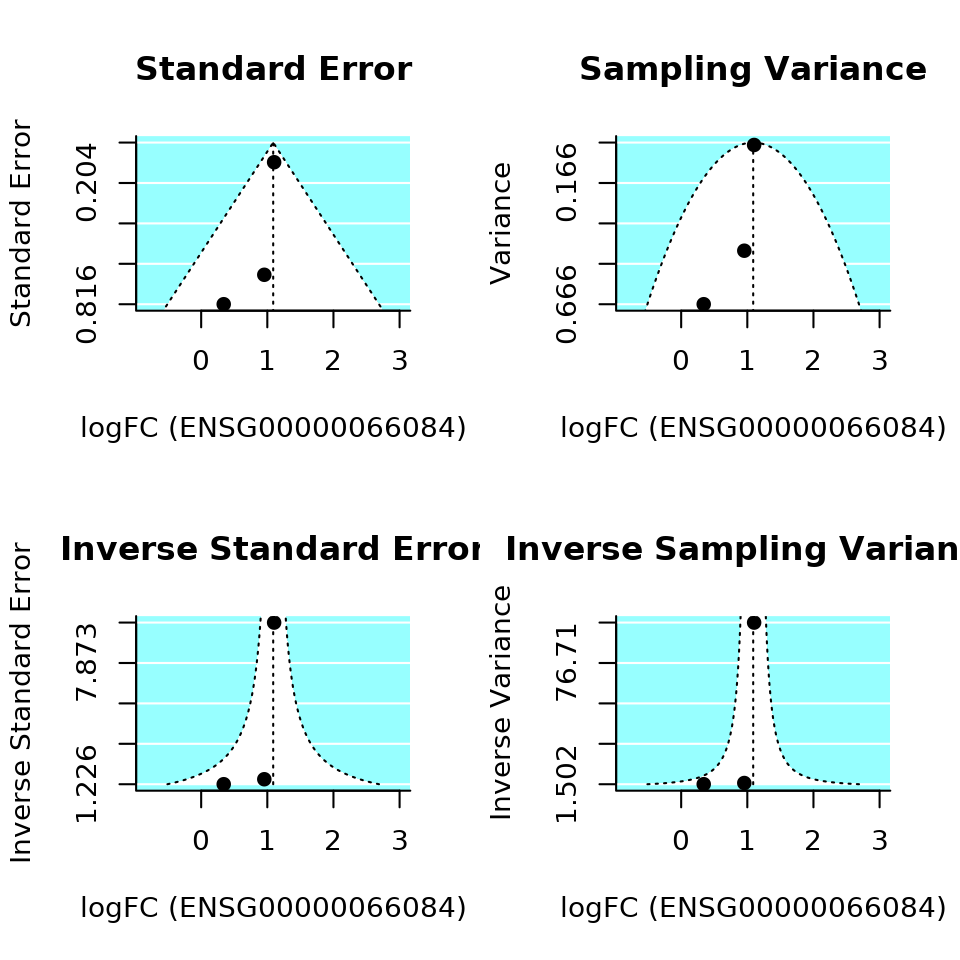 Standard Error
Standard Error
0.204
0.816
0 1 2 3
logFC (ENSG00000066084)
Sampling Variance
Variance
0.166
0.666
0 1 2 3
logFC (ENSG00000066084)
Inverse Standard Error
Inverse Standard Error
7.873
1.226
0 1 2 3
logFC (ENSG00000066084)
Inverse Sampling Varian
Inverse Variance
76.71
1.502
0 1 2 3
logFC (ENSG00000066084)